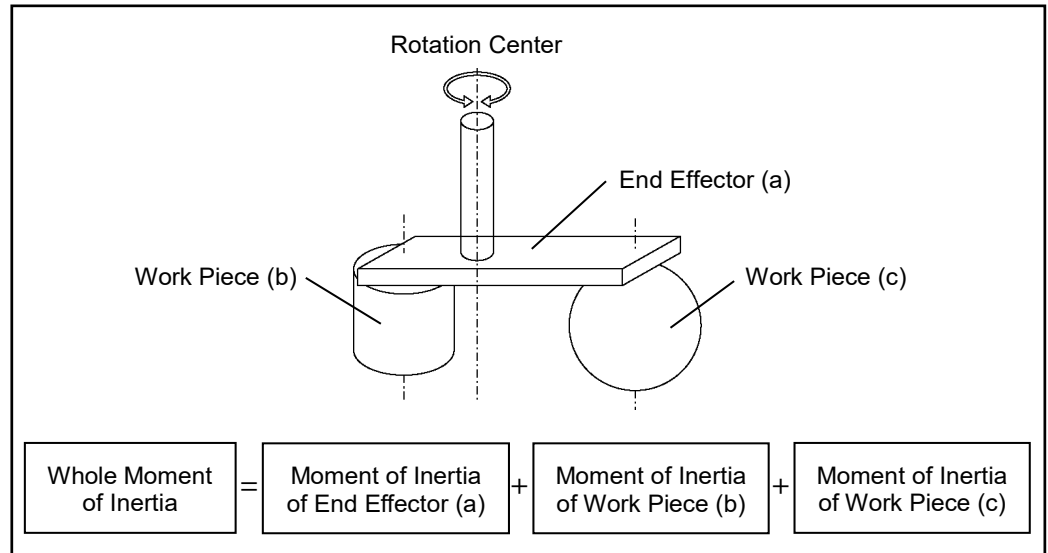 Rotation Center
End Effector (a)
Work Piece (b)
Work Piece (c)
Whole Moment
of Inertia
=
Moment of Inertia
of End Effector (a)
+
Moment of Inertia
of Work Piece (b)
+
Moment of Inertia
of Work Piece (c)